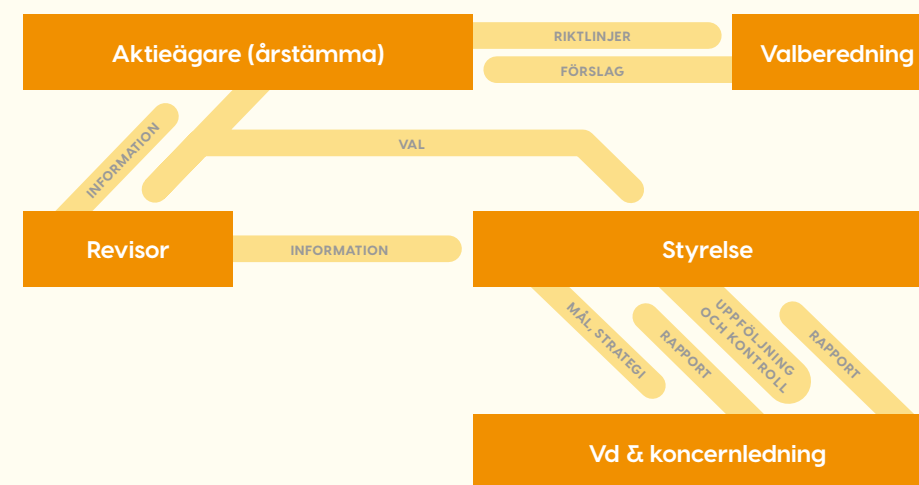 Aktieägare (årstämma)
RIKTLINJER
FÖRSLAG
Valberedning
INFORMATION
VAL
Revisor
INFORMATION
Styrelse
MÅL, STRATEGI
RAPPORT
UPPFÖLJNING
OCH KONTROLL
RAPPORT
Vd & koncernledning